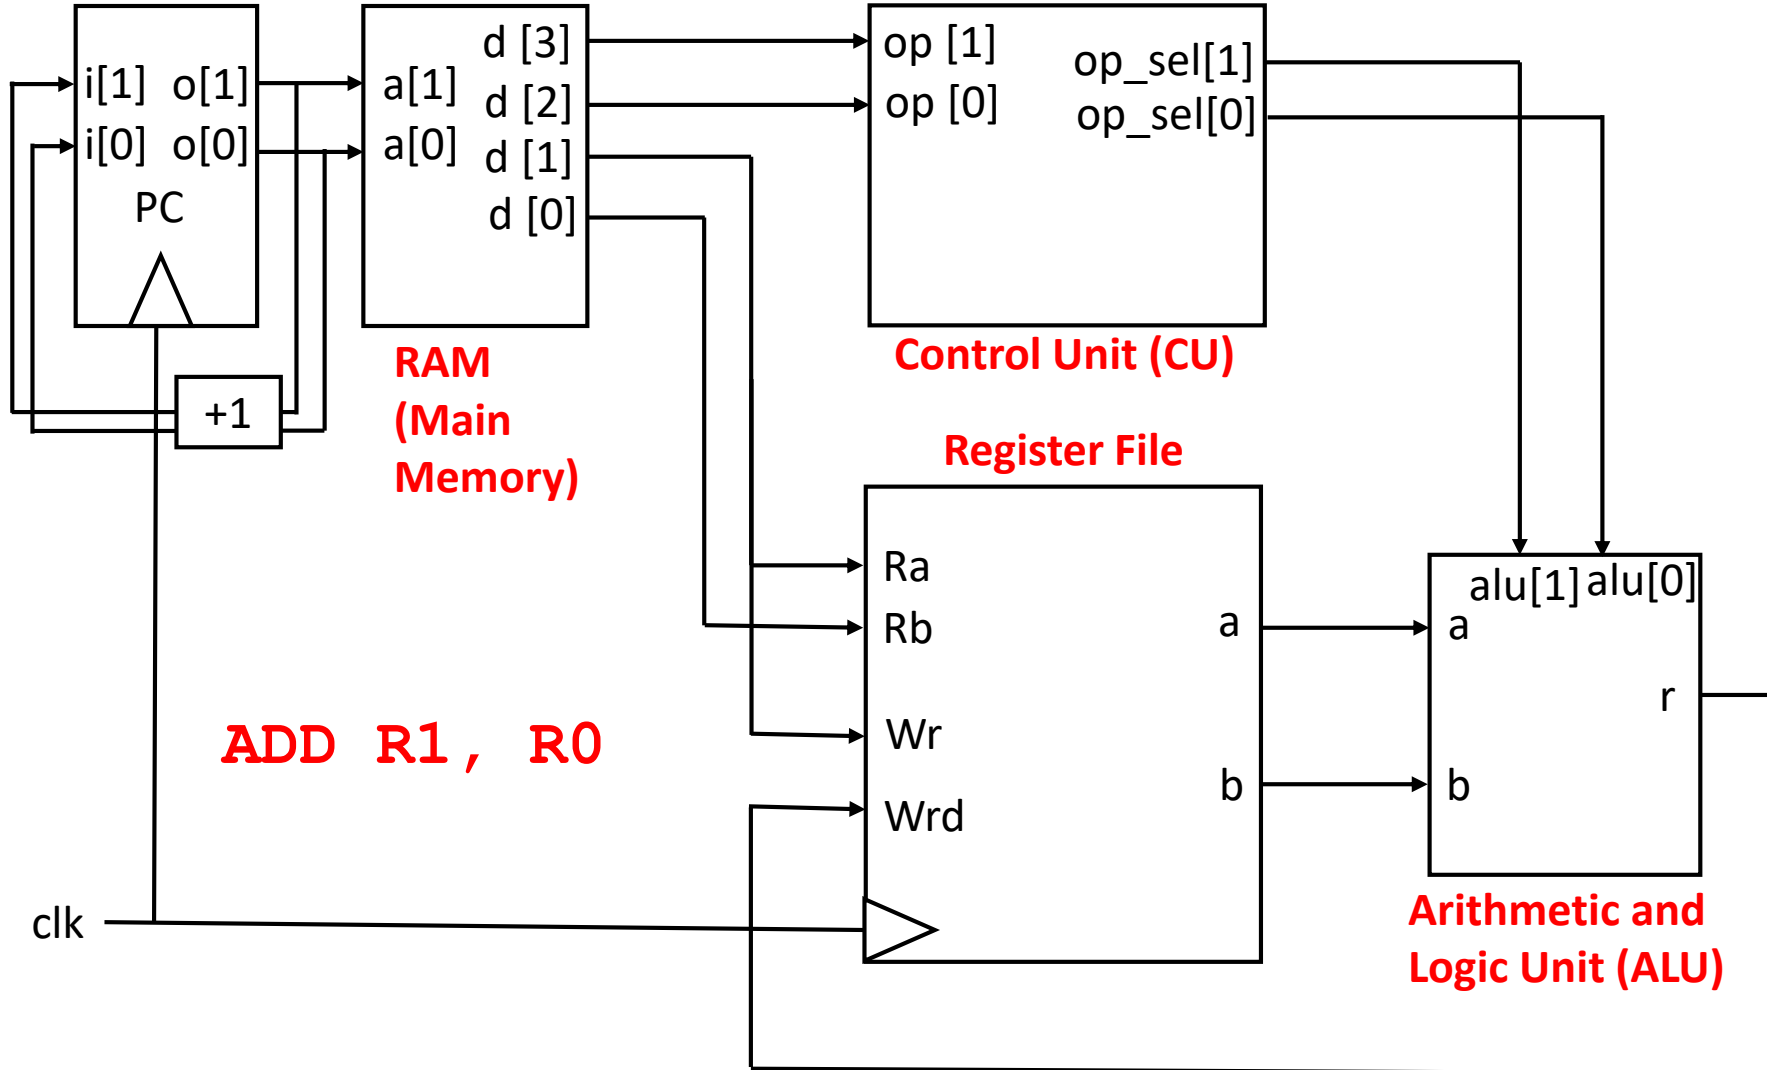 i[1] o[1]
i[0] o[0]
PC
+1
a[1]
a[0]
d [3]
d [2]
d [1]
d [0]
RAM
(Main
Memory)
op [1]
op [0]
op_sel[1]
op_sel[0]
Control Unit (CU)
Register File
Ra
Rb
Wr
Wrd
a
b
alu[1] alu[0]
a
b
r
Arithmetic and
Logic Unit (ALU)
ADD R1, R0
clk